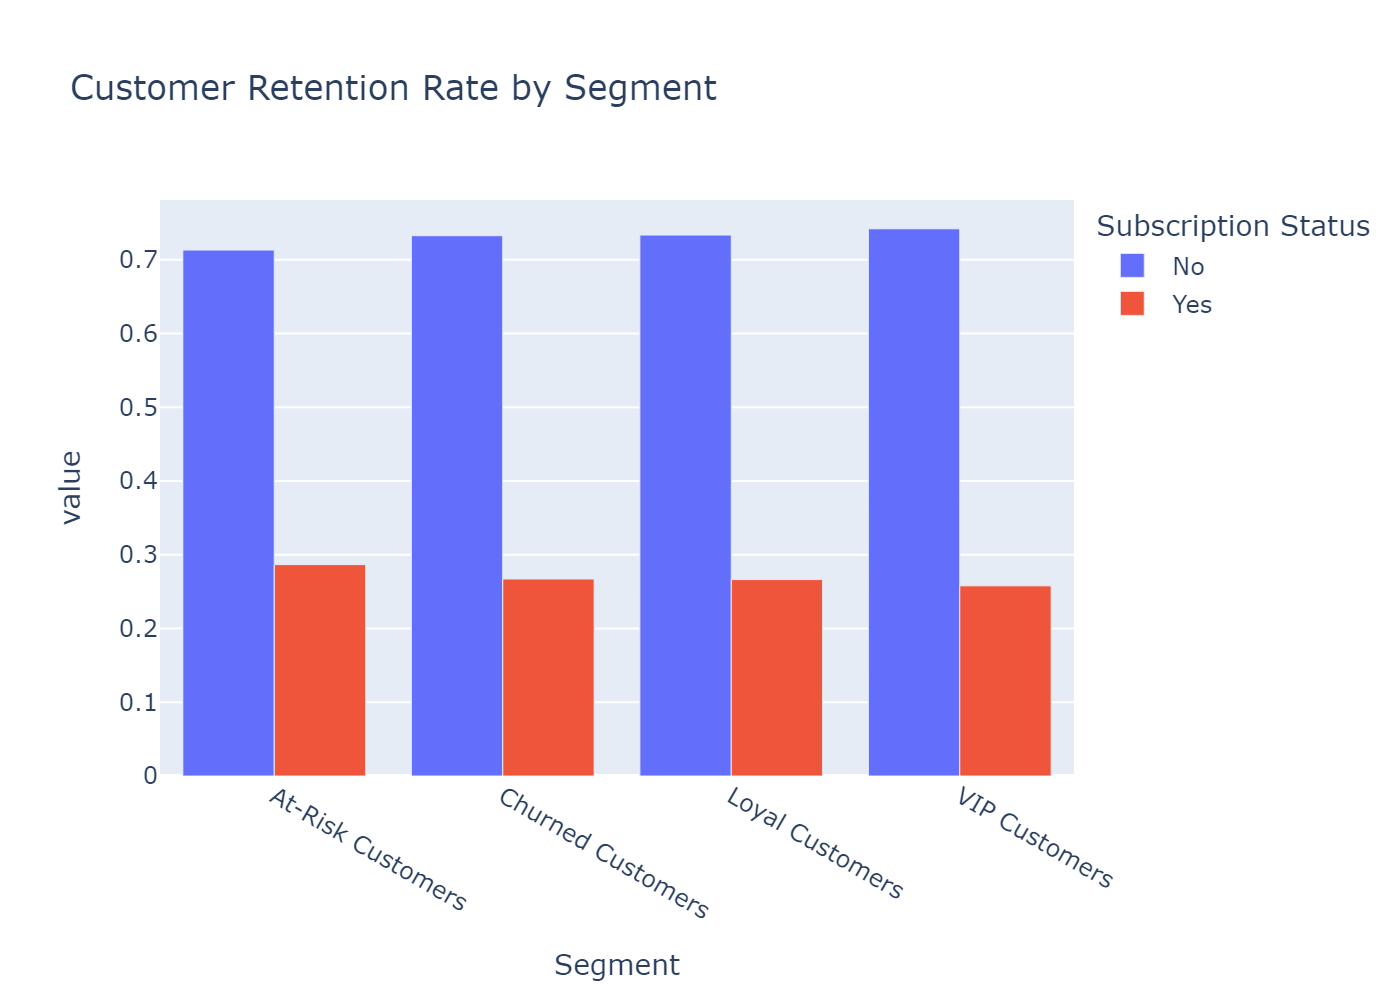 Customer Retention Rate by Segment
Subscription Status
No
Yes
0.7
0.6
0.5
0.4
0.3
0.2
0.1
0
value
At-Risk Customers
Churned Customers
Loyal Customers
VIP Customers
Segment